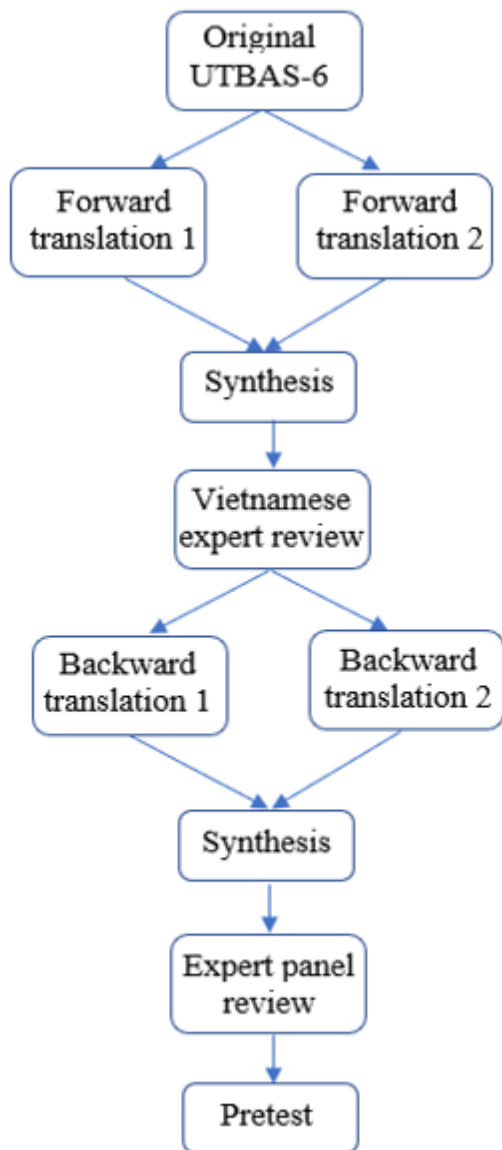 Original
UTBAS-6
Forward
translation 1
Forward
translation 2
Synthesis
Vietnamese
expert review
Backward
translation 1
Backward
translation 2
Synthesis
Expert panel
review
Pretest